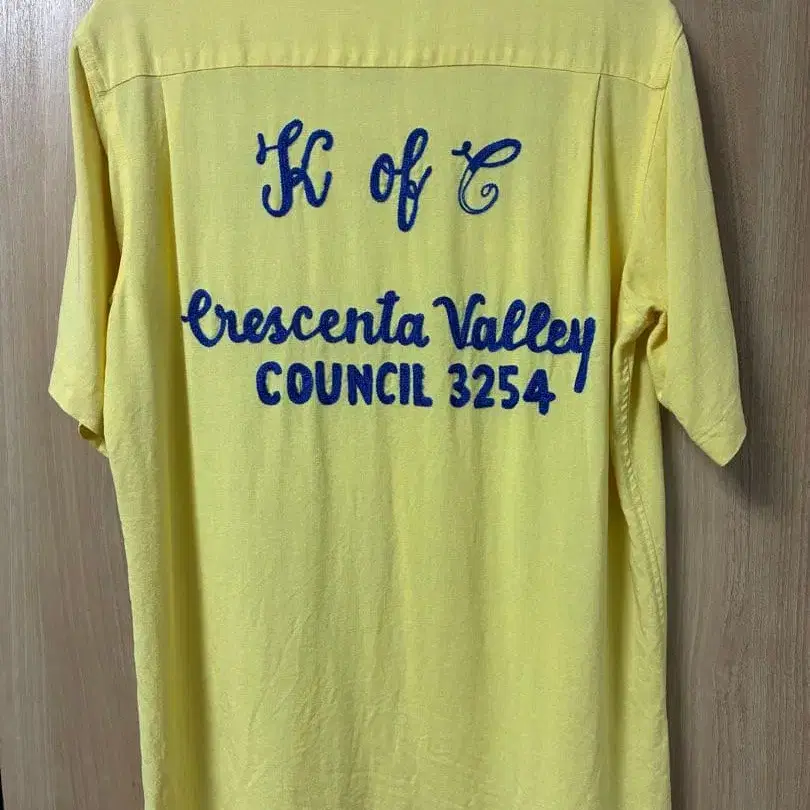 K of C
Crescenta Valley
COUNCIL 3254